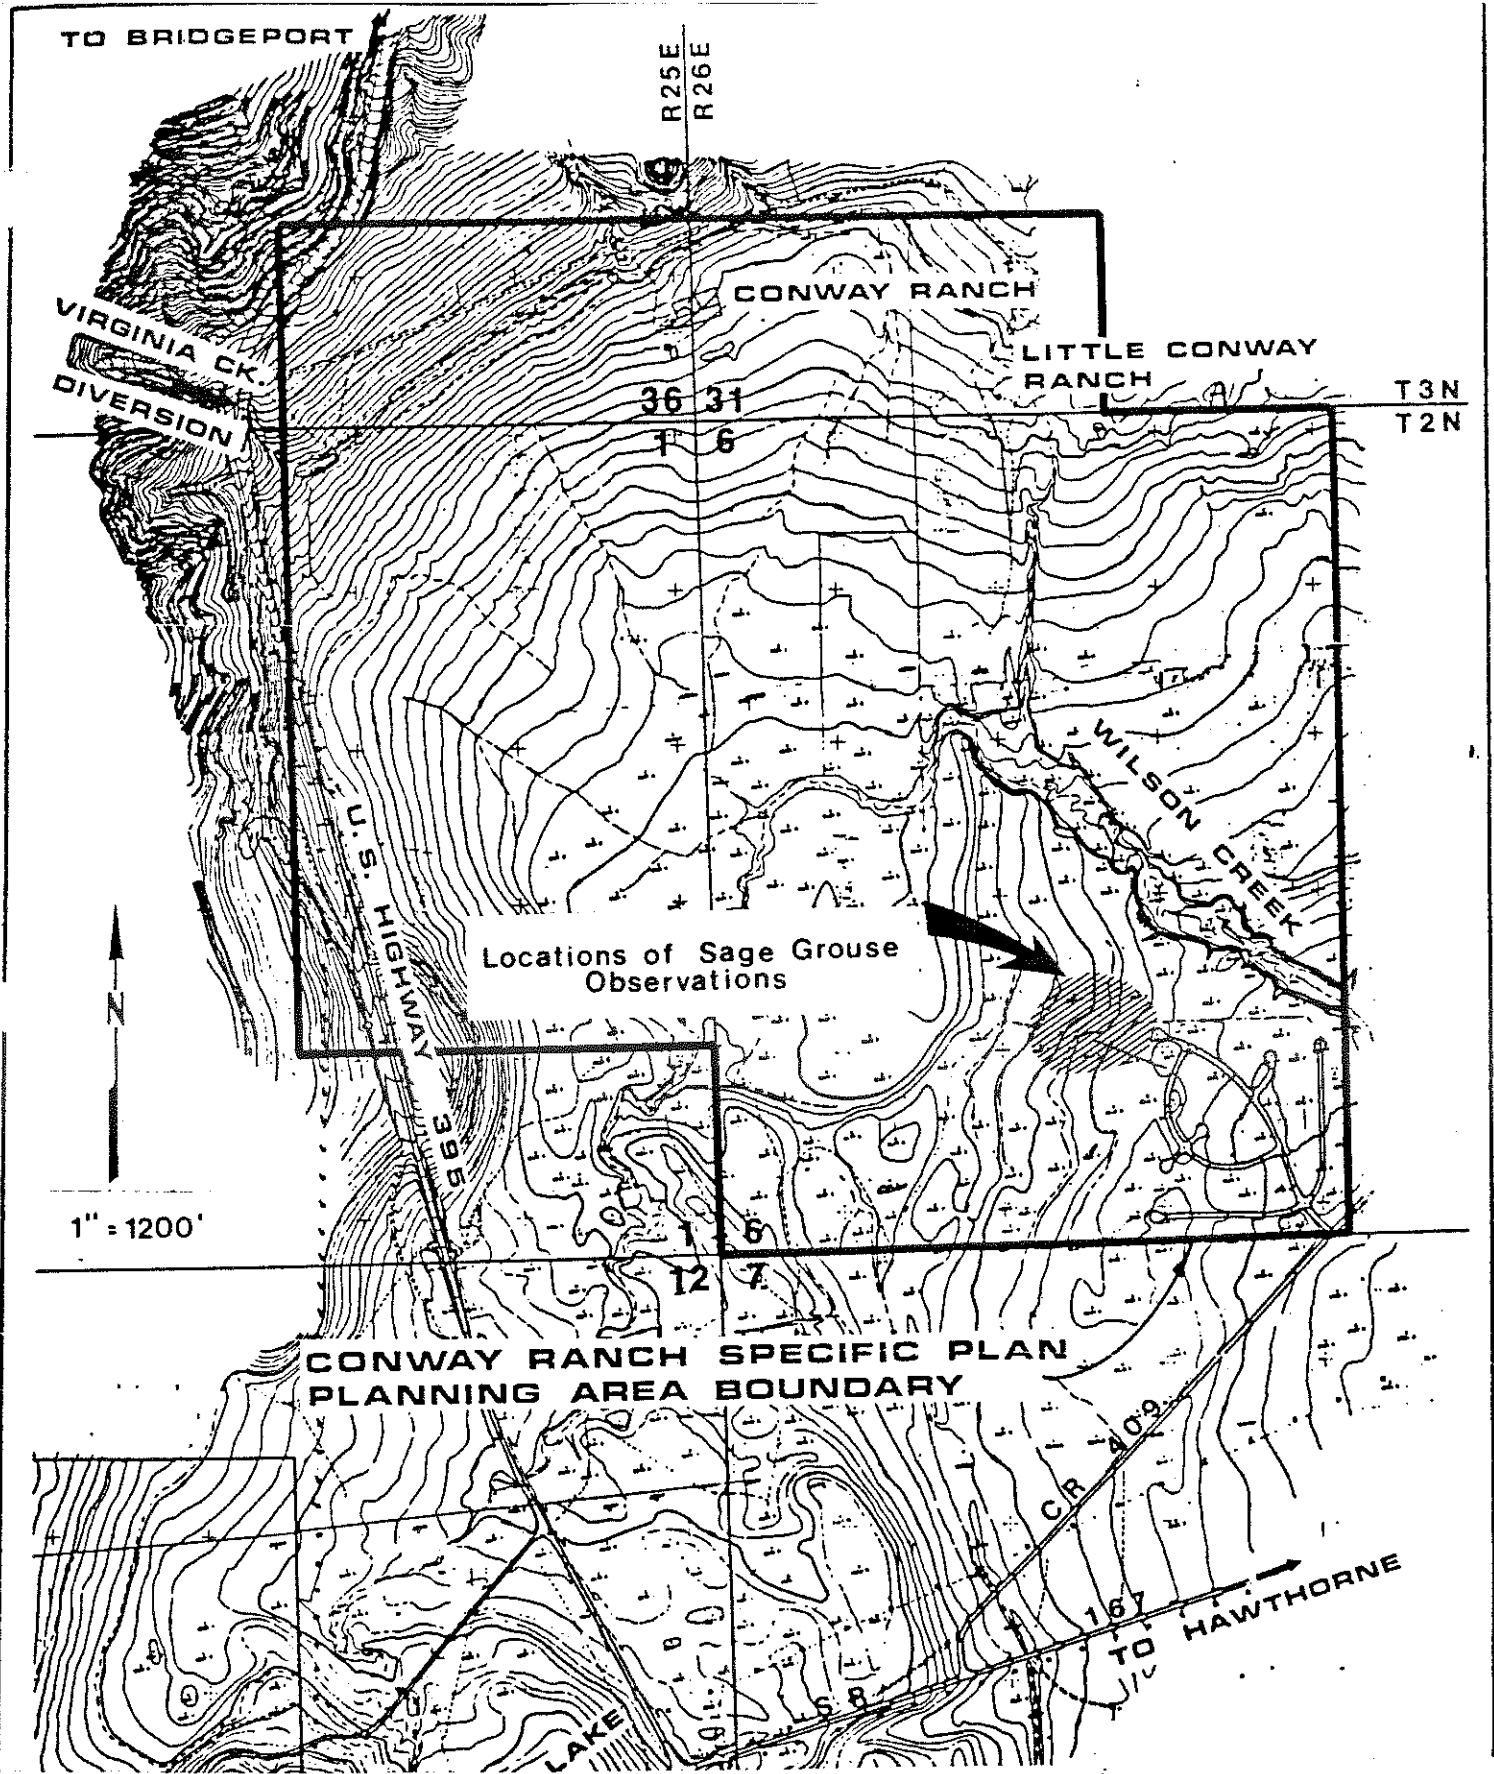 TO BRIDGEPORT
R25E
R26E
CONWAY RANCH
VIRGINIA CK.
DIVERSION
LITTLE CONWAY
RANCH
T3N
T2N
36 31
1 6
WILSON CREEK
U.S. HIGHWAY 395
Locations of Sage Grouse
Observations
N
1" = 1200'
1 6
12 7
CONWAY RANCH SPECIFIC PLAN
PLANNING AREA BOUNDARY
CR 409
SR 167
TO HAWTHORNE
LAKE